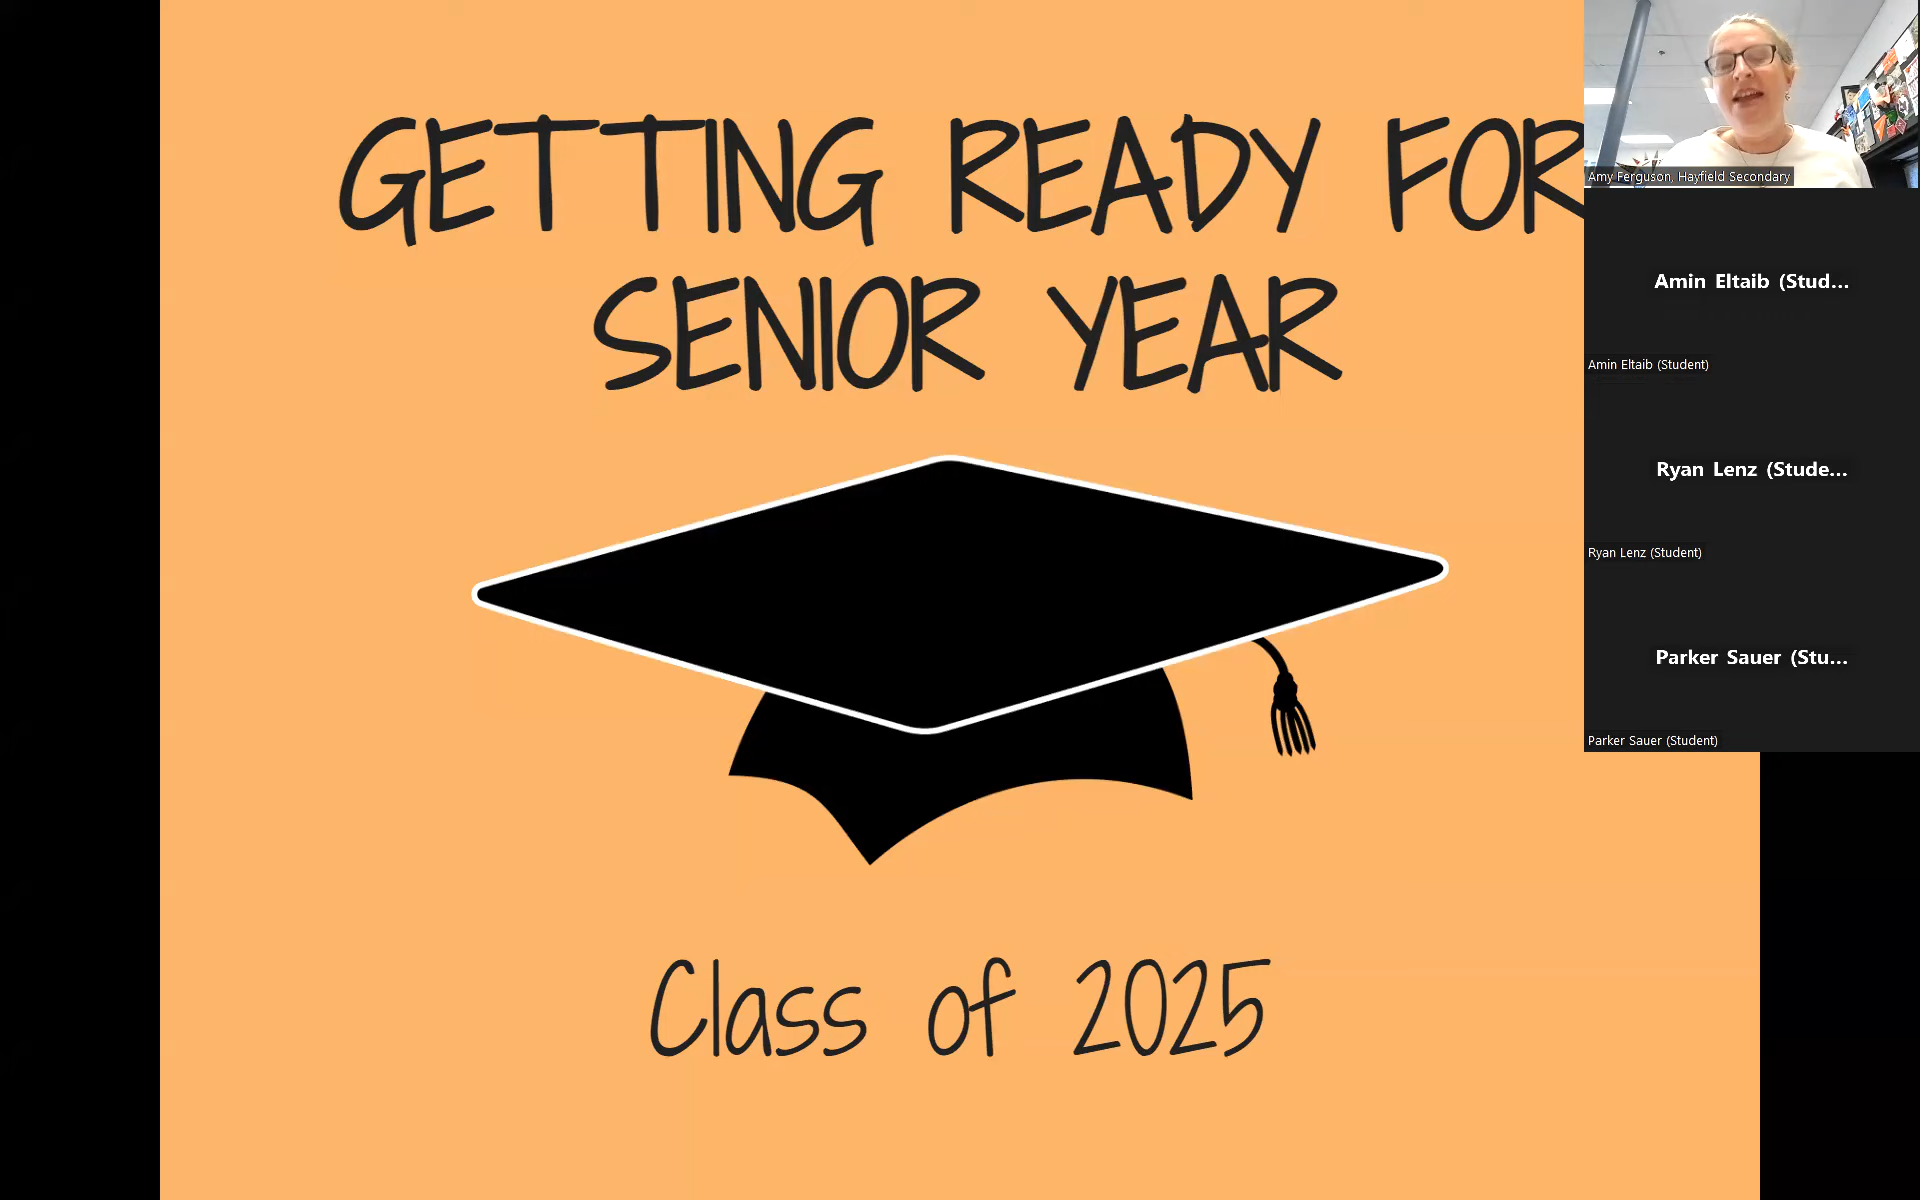 GETTING READY FOR
SENIOR YEAR
Class of 2025
Amy Ferguson, Hayfield Secondary
Amin Eltaib (Stud...
Amin Eltaib (Student)
Ryan Lenz (Stude...
Ryan Lenz (Student)
Parker Sauer (Stu...
Parker Sauer (Student)